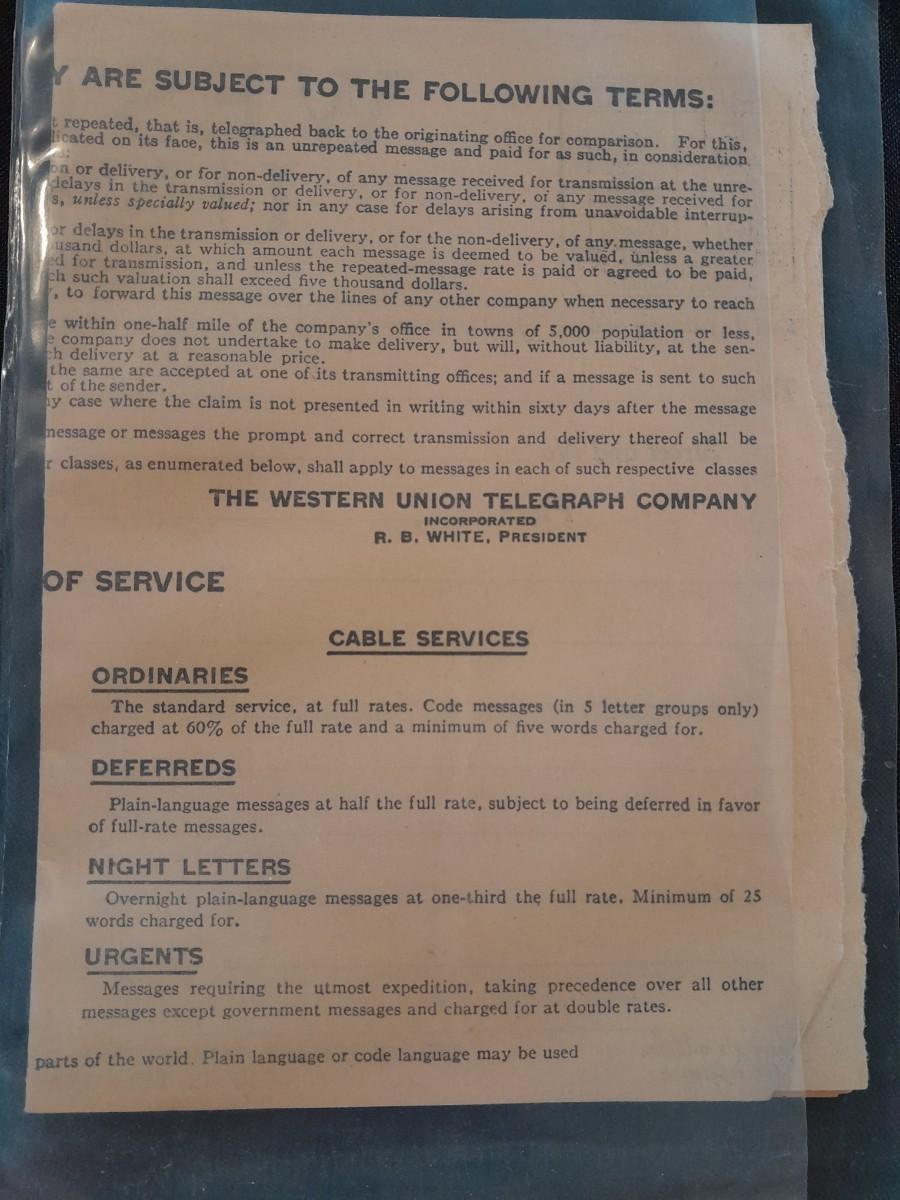 Y ARE SUBJECT TO THE FOLLOWING TERMS:
t repeated, that is, telegraphed back to the originating office for comparison. For this,
licated on its face, this is an unrepeated message and paid for as such, in consideration
s:
on or delivery, or for non-delivery, of any message received for transmission at the unre-
delays in the transmission or delivery, or for non-delivery, of any message received for
s, unless specially valued; nor in any case for delays arising from unavoidable interrup-
or delays in the transmission or delivery, or for the non-delivery, of any message, whether
usand dollars, at which amount each message is deemed to be valued, unless a greater
ed for transmission, and unless the repeated-message rate is paid or agreed to be paid,
ch such valuation shall exceed five thousand dollars.
, to forward this message over the lines of any other company when necessary to reach
e within one-half mile of the company's office in towns of 5,000 population or less,
e company does not undertake to make delivery, but will, without liability, at the sen-
ch delivery at a reasonable price.
the same are accepted at one of its transmitting offices; and if a message is sent to such
t of the sender.
ny case where the claim is not presented in writing within sixty days after the message
message or messages the prompt and correct transmission and delivery thereof shall be
r classes, as enumerated below, shall apply to messages in each of such respective classes
THE WESTERN UNION TELEGRAPH COMPANY
INCORPORATED
R. B. WHITE, PRESIDENT
OF SERVICE
CABLE SERVICES
ORDINARIES
The standard service, at full rates. Code messages (in 5 letter groups only)
charged at 60% of the full rate and a minimum of five words charged for.
DEFERREDS
Plain-language messages at half the full rate, subject to being deferred in favor
of full-rate messages.
NIGHT LETTERS
Overnight plain-language messages at one-third the full rate. Minimum of 25
words charged for.
URGENTS
Messages requiring the utmost expedition, taking precedence over all other
messages except government messages and charged for at double rates.
parts of the world. Plain language or code language may be used